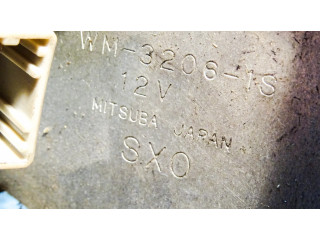 WM-3206-1S
12V
MITSUBA JAPAN
SXO